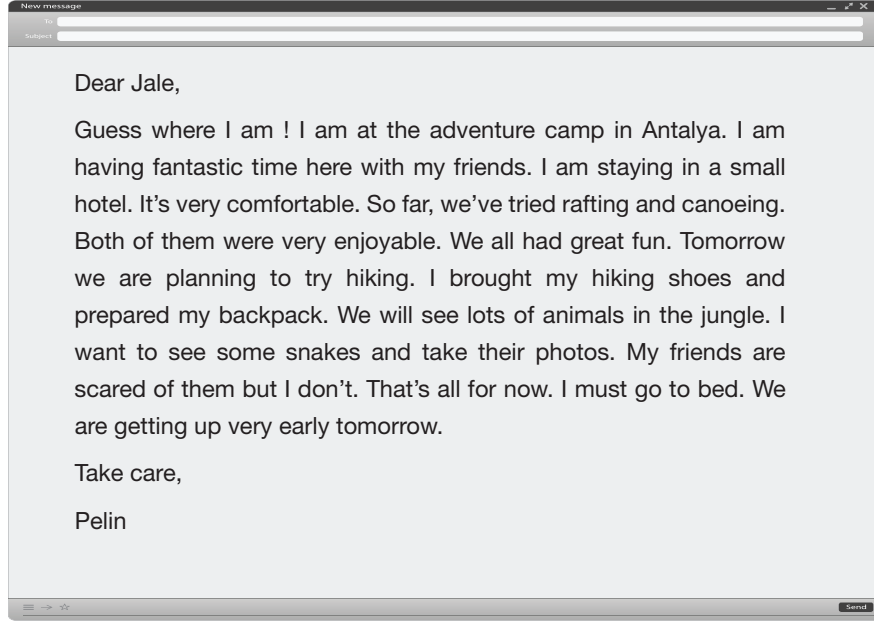 New message
To
Subject
Dear Jale,
Guess where I am ! I am at the adventure camp in Antalya. I am
having fantastic time here with my friends. I am staying in a small
hotel. It's very comfortable. So far, we've tried rafting and canoeing.
Both of them were very enjoyable. We all had great fun. Tomorrow
we are planning to try hiking. I brought my hiking shoes and
prepared my backpack. We will see lots of animals in the jungle. I
want to see some snakes and take their photos. My friends are
scared of them but I don't. That's all for now. I must go to bed. We
are getting up very early tomorrow.
Take care,
Pelin
Send